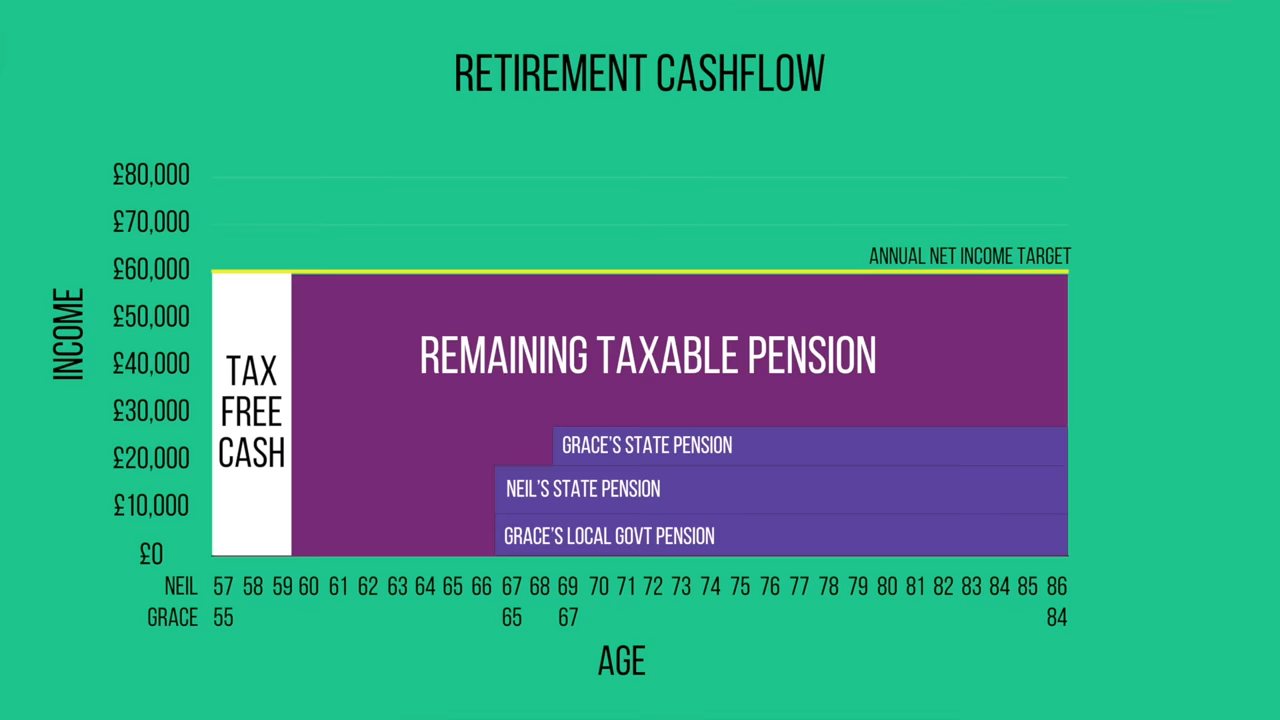 RETIREMENT CASHFLOW
£80,000
£70,000
ANNUAL NET INCOME TARGET
£60,000
INCOME
£50,000
REMAINING TAXABLE PENSION
£40,000
TAX
FREE
CASH
£30,000
GRACE'S STATE PENSION
£20,000
NEIL'S STATE PENSION
£10,000
GRACE'S LOCAL GOVT PENSION
£0
NEIL 57 58 59 60 61 62 63 64 65 66 67 68 69 70 71 72 73 74 75 76 77 78 79 80 81 82 83 84 85 86
GRACE 55 65 67 84
AGE